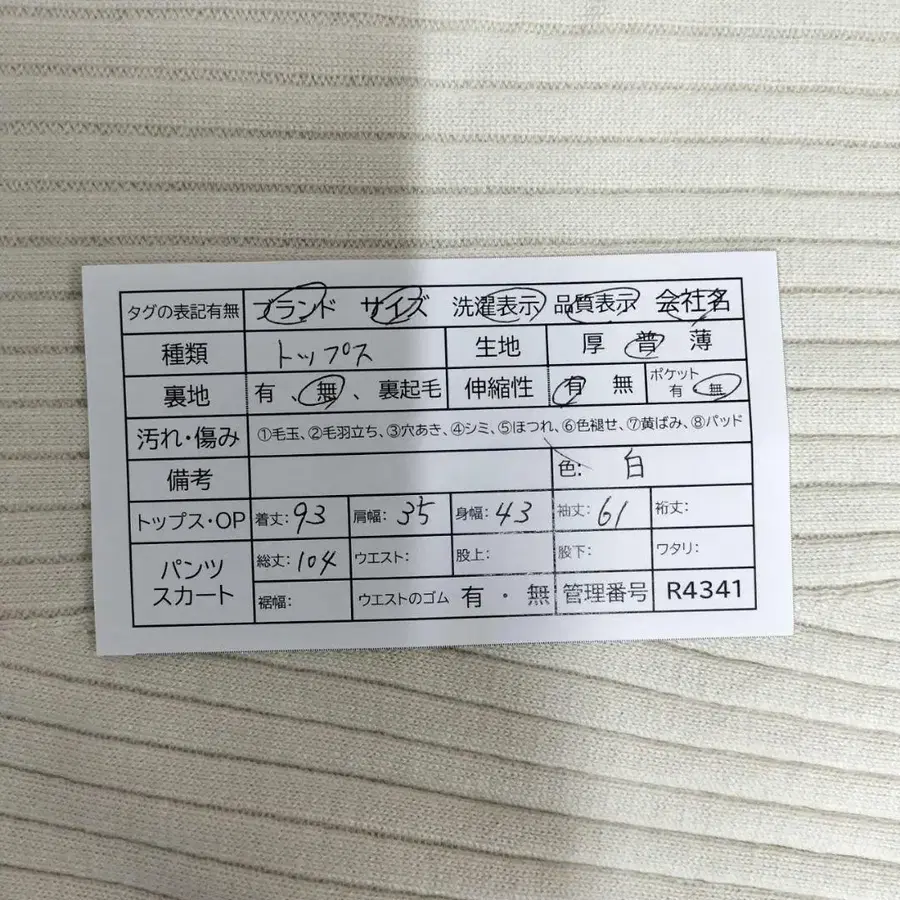 タグの表記有無 ブランド サイズ 洗濯表示 品質表示 会社名
種類 トップス 生地 厚 普 薄
裏地 有、無、裏起毛 伸縮性 有 無 ポケット 有・無
汚れ・傷み ①毛玉、②毛羽立ち、③穴あき、④シミ、⑤ほつれ、⑥色褪せ、⑦黄ばみ、⑧パッド
備考 色: 白
トップス・OP 着丈: 93 肩幅: 35 身幅: 43 袖丈: 61 裄丈:
パンツ スカート 総丈: 104 ウエスト: 股上: 股下: ワタリ:
裾幅: ウエストのゴム 有・無 管理番号 R4341